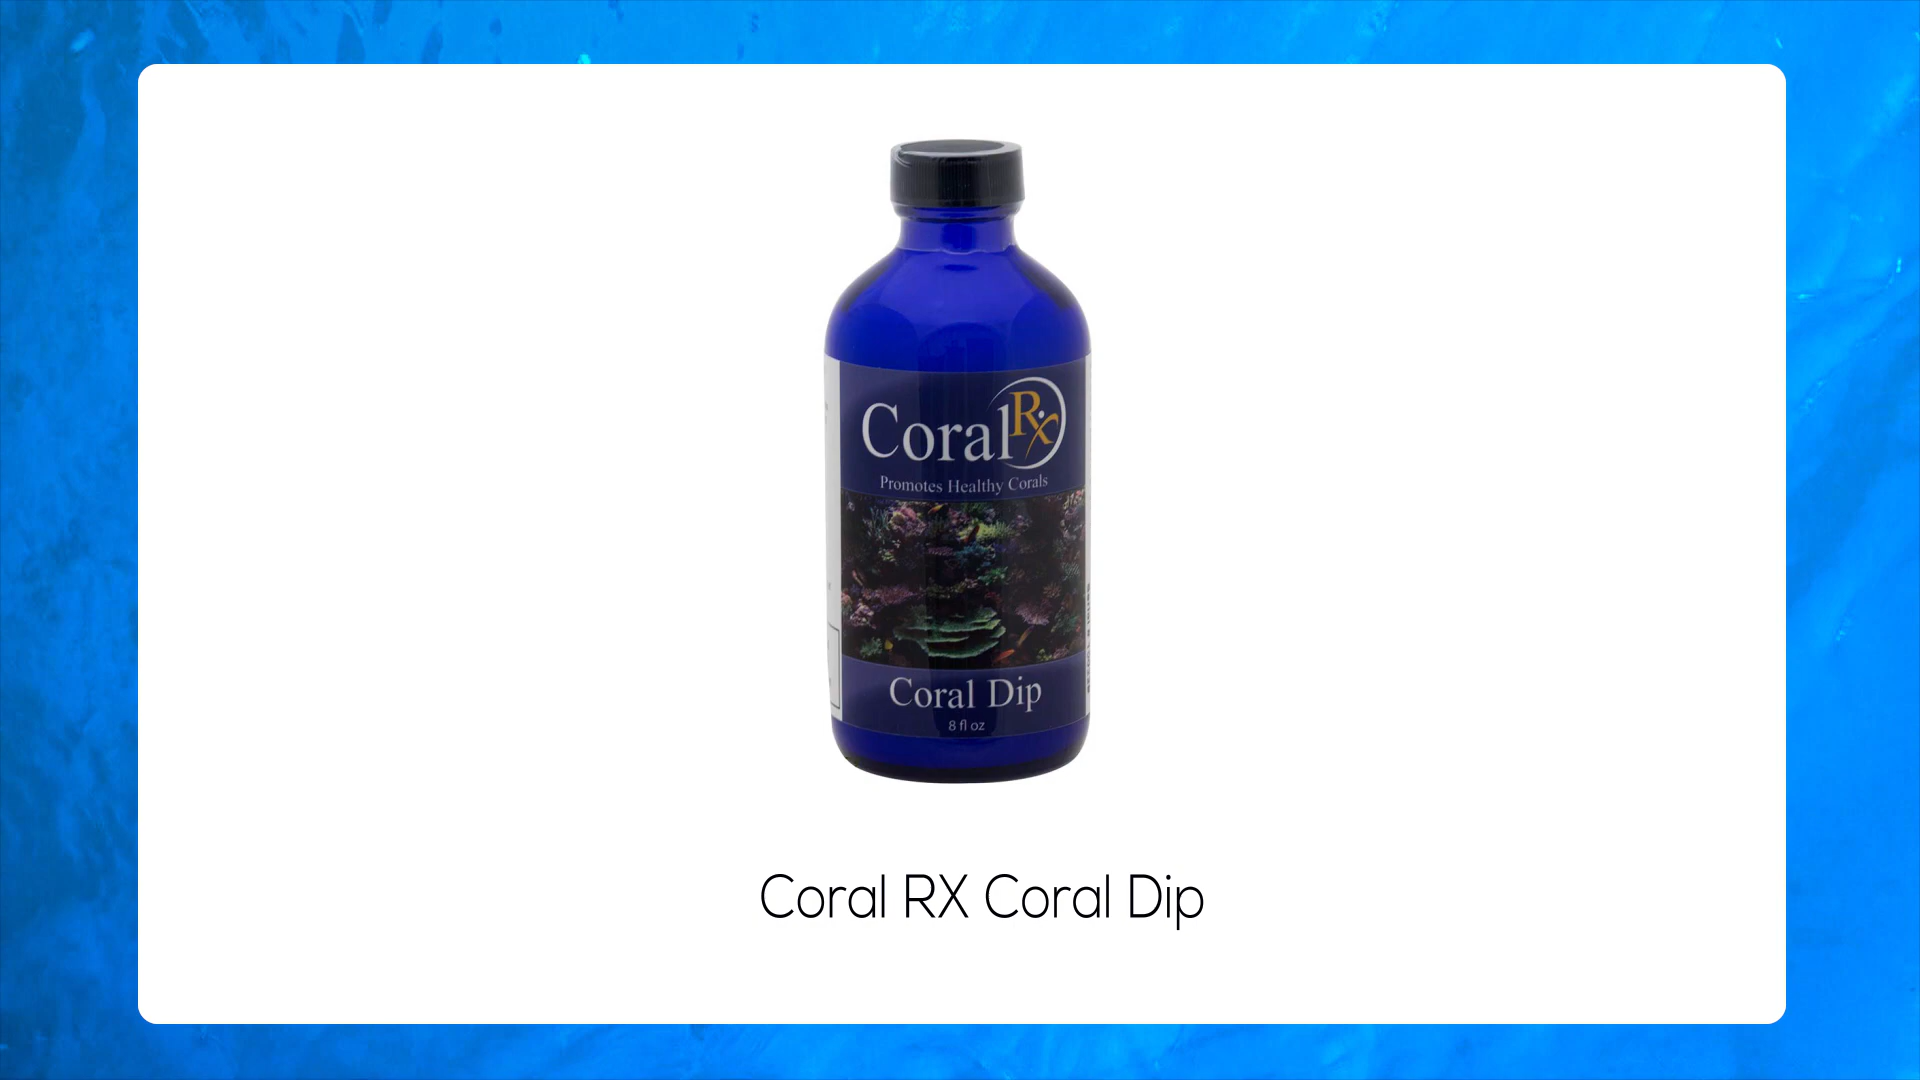 Coral Rx
Promotes Healthy Corals
Coral Dip
8 fl oz
Coral RX Coral Dip